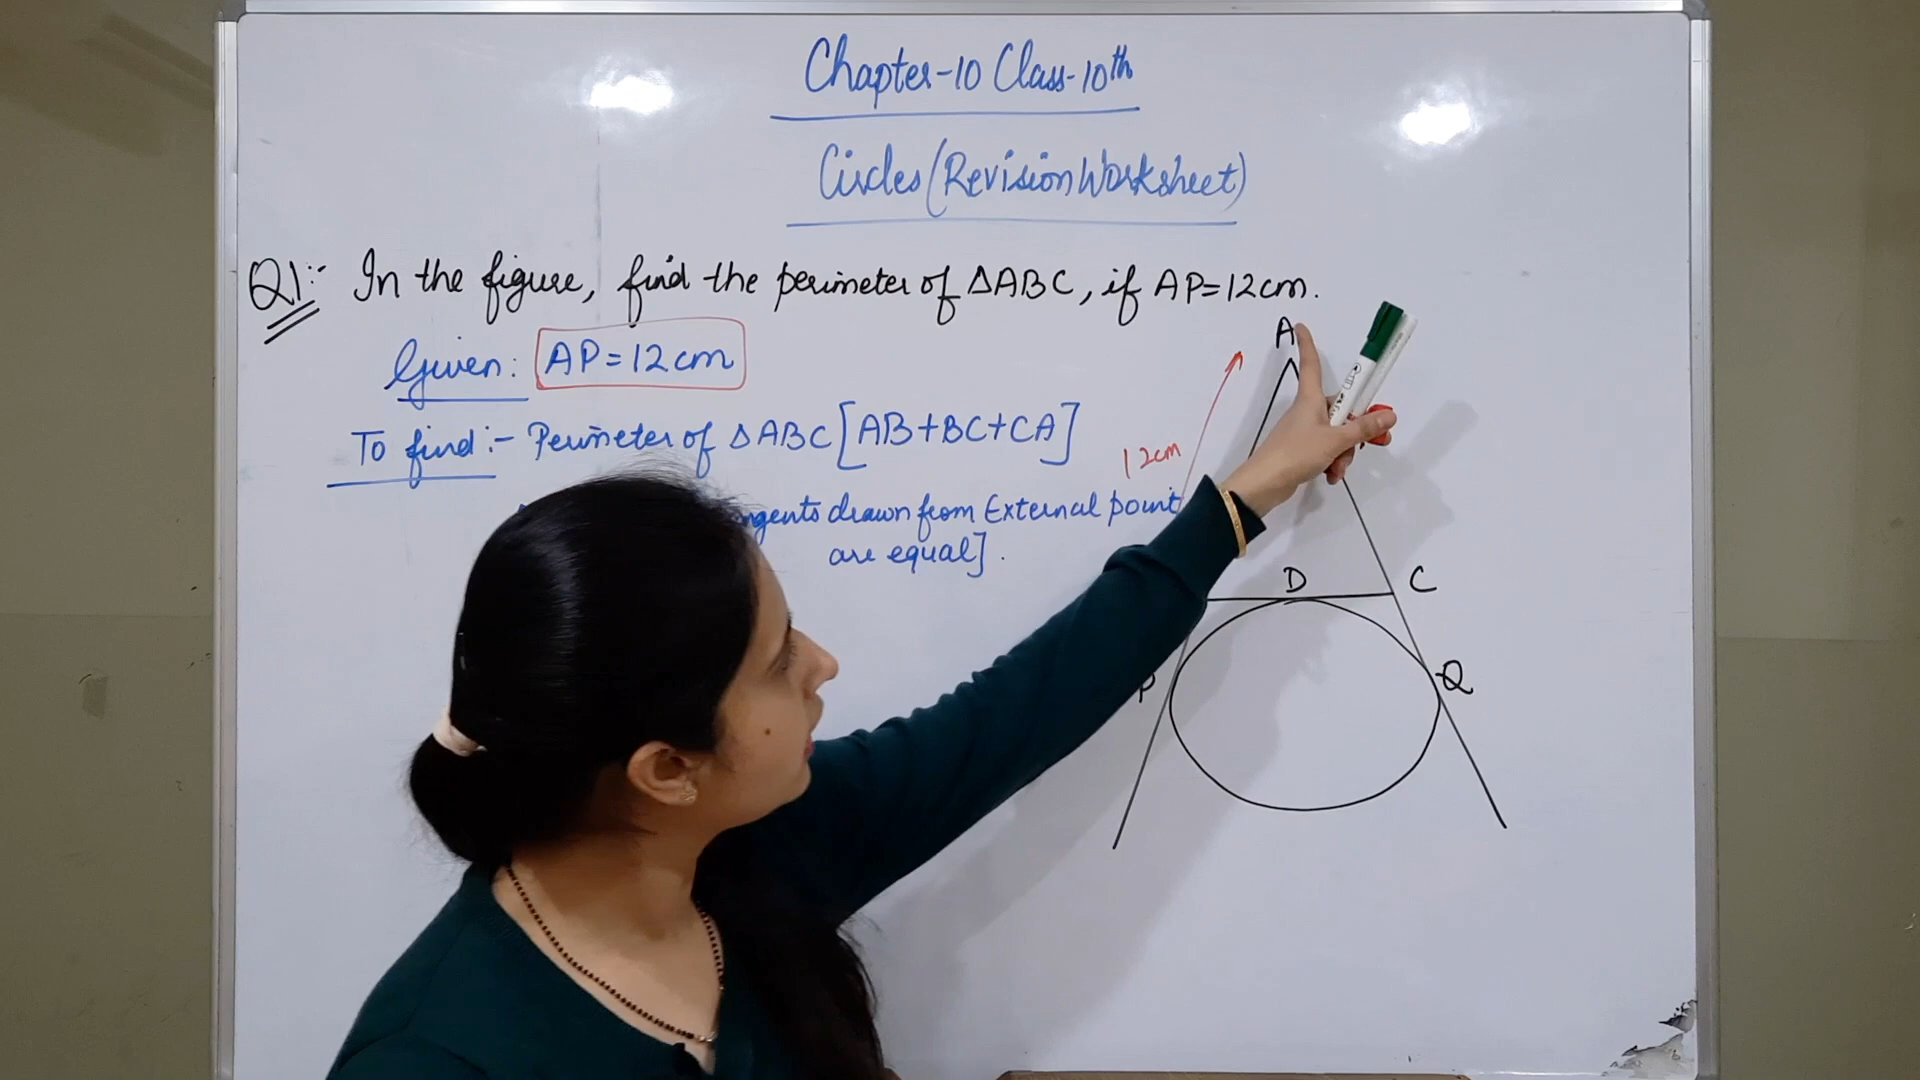 Chapter-10 Class-10th
Circles (Revision Worksheet)
Q1:- In the figure, find the perimeter of ΔABC, if AP=12cm.
Given: AP=12cm
To find:- Perimeter of ΔABC [AB+BC+CA]
drawn from External point
are equal].
A
12cm
D
C
P
Q